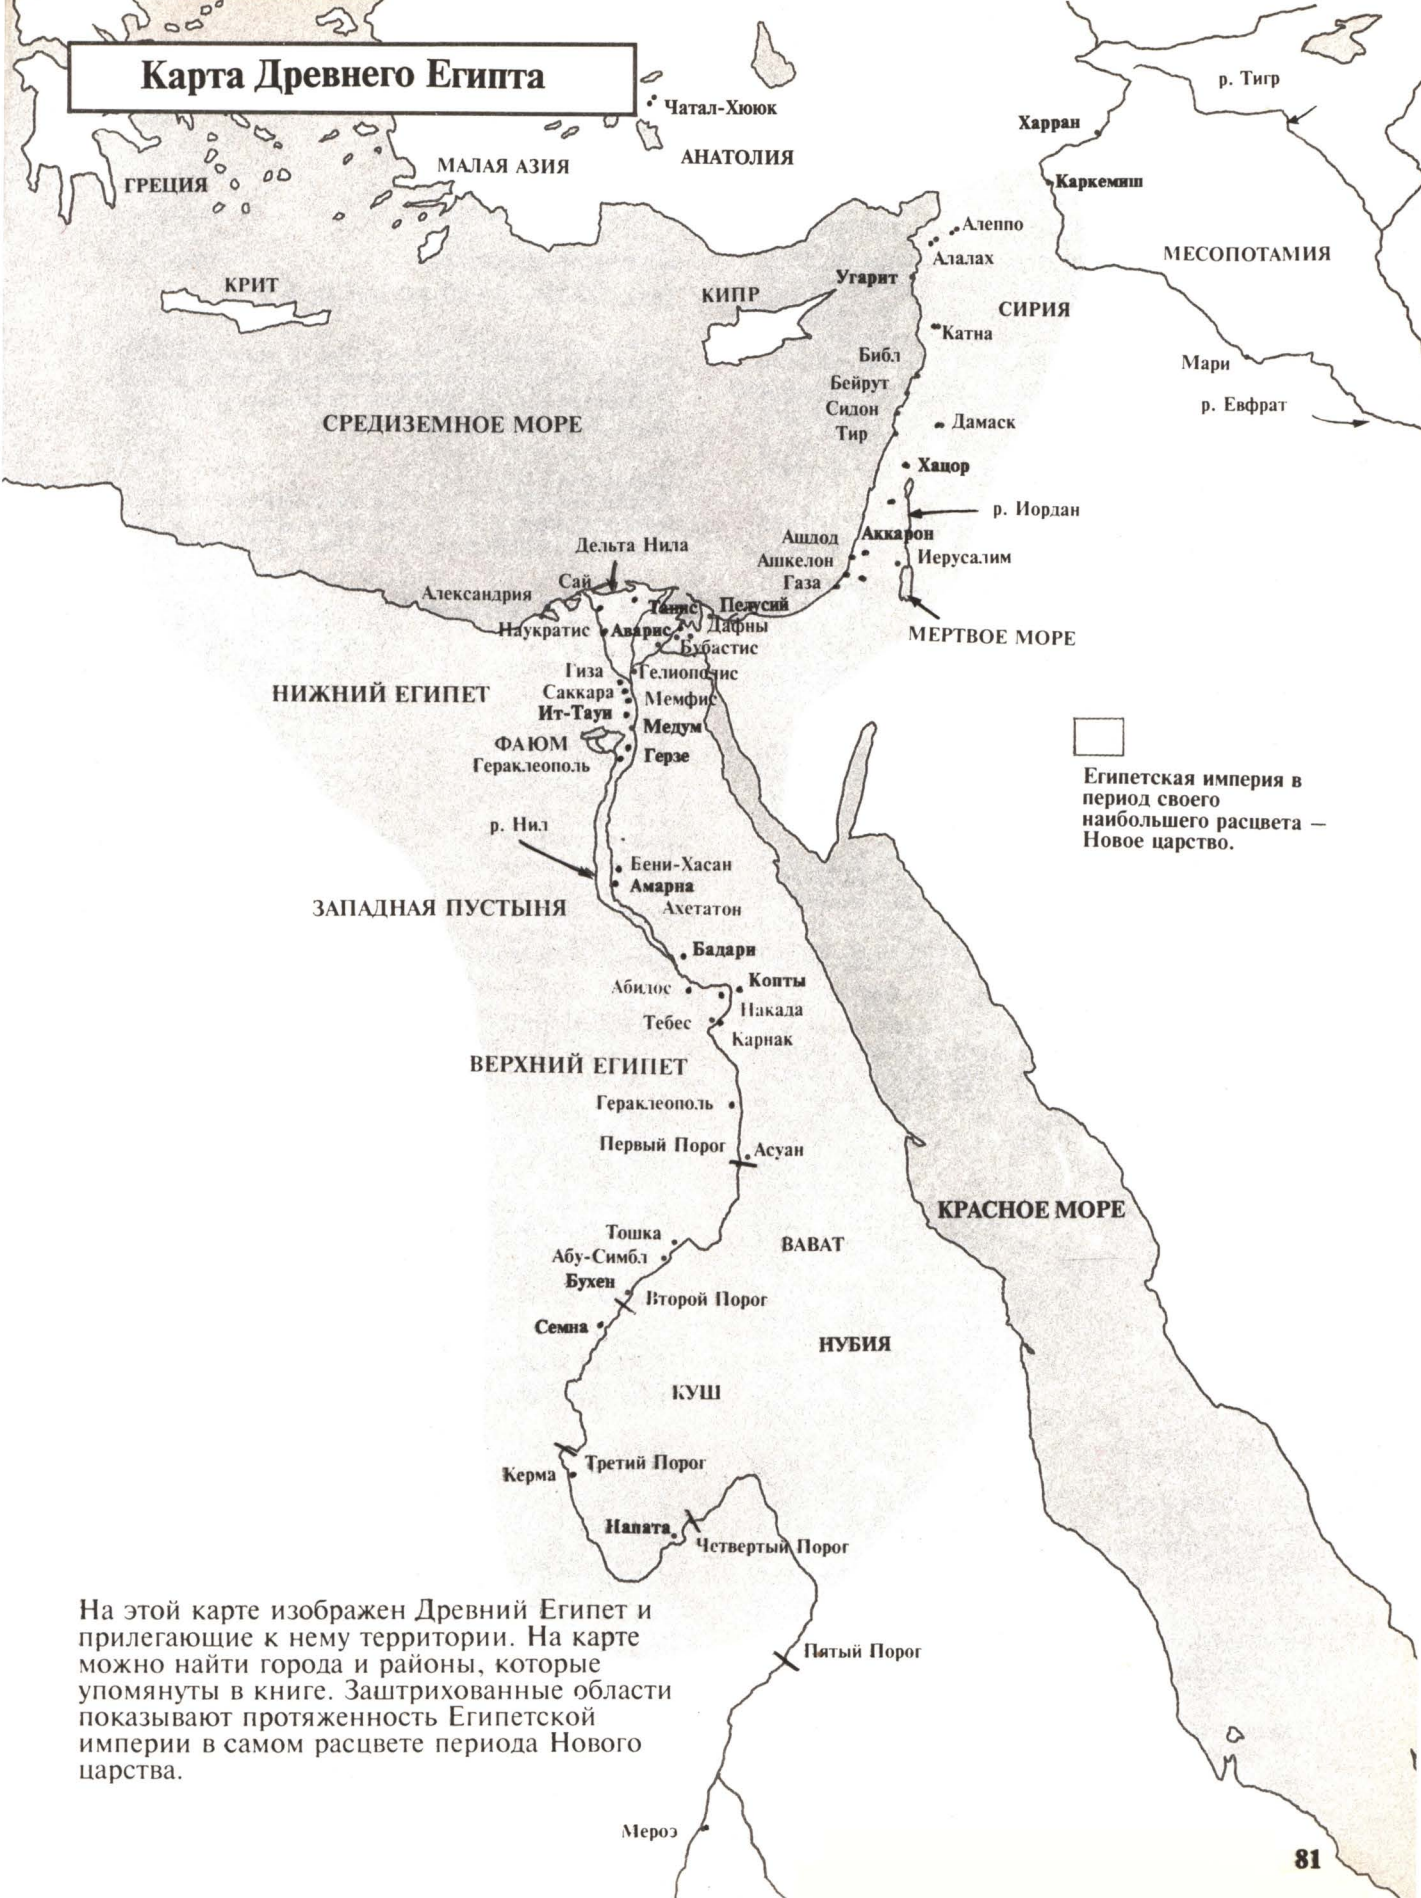 Карта Древнего Египта
р. Тигр
Чатал-Хююк
Харран
АНАТОЛИЯ
МАЛАЯ АЗИЯ
ГРЕЦИЯ
Каркемиш
Алеппо
МЕСОПОТАМИЯ
Алалах
Угарит
КРИТ
КИПР
СИРИЯ
Катна
Библ
Мари
Бейрут
р. Евфрат
Сидон
СРЕДИЗЕМНОЕ МОРЕ
Дамаск
Тир
Хацор
р. Иордан
Ашдод
Аккарон
Дельта Нила
Ашкелон
Иерусалим
Сай
Газа
Александрия
Танис
Пелусий
Наукратис
Аварис
Дафны
МЕРТВОЕ МОРЕ
Бубастис
Гиза
Гелиополис
НИЖНИЙ ЕГИПЕТ
Саккара
Мемфис
Ит-Тауи
Медум
ФАЮМ
Герзе
Гераклеополь
Египетская империя в
период своего
наибольшего расцвета —
Новое царство.
р. Нил
Бени-Хасан
Амарна
ЗАПАДНАЯ ПУСТЫНЯ
Ахетатон
Бадари
Копты
Абидос
Накада
Тебес
Карнак
ВЕРХНИЙ ЕГИПЕТ
Гераклеополь
Первый Порог
Асуан
КРАСНОЕ МОРЕ
Тошка
ВАВАТ
Абу-Симбл
Бухен
Второй Порог
Семна
НУБИЯ
КУШ
Третий Порог
Керма
Напата
Четвертый Порог
На этой карте изображен Древний Египет и
прилегающие к нему территории. На карте
можно найти города и районы, которые
упомянуты в книге. Заштрихованные области
показывают протяженность Египетской
империи в самом расцвете периода Нового
царства.
Пятый Порог
Мероэ
81